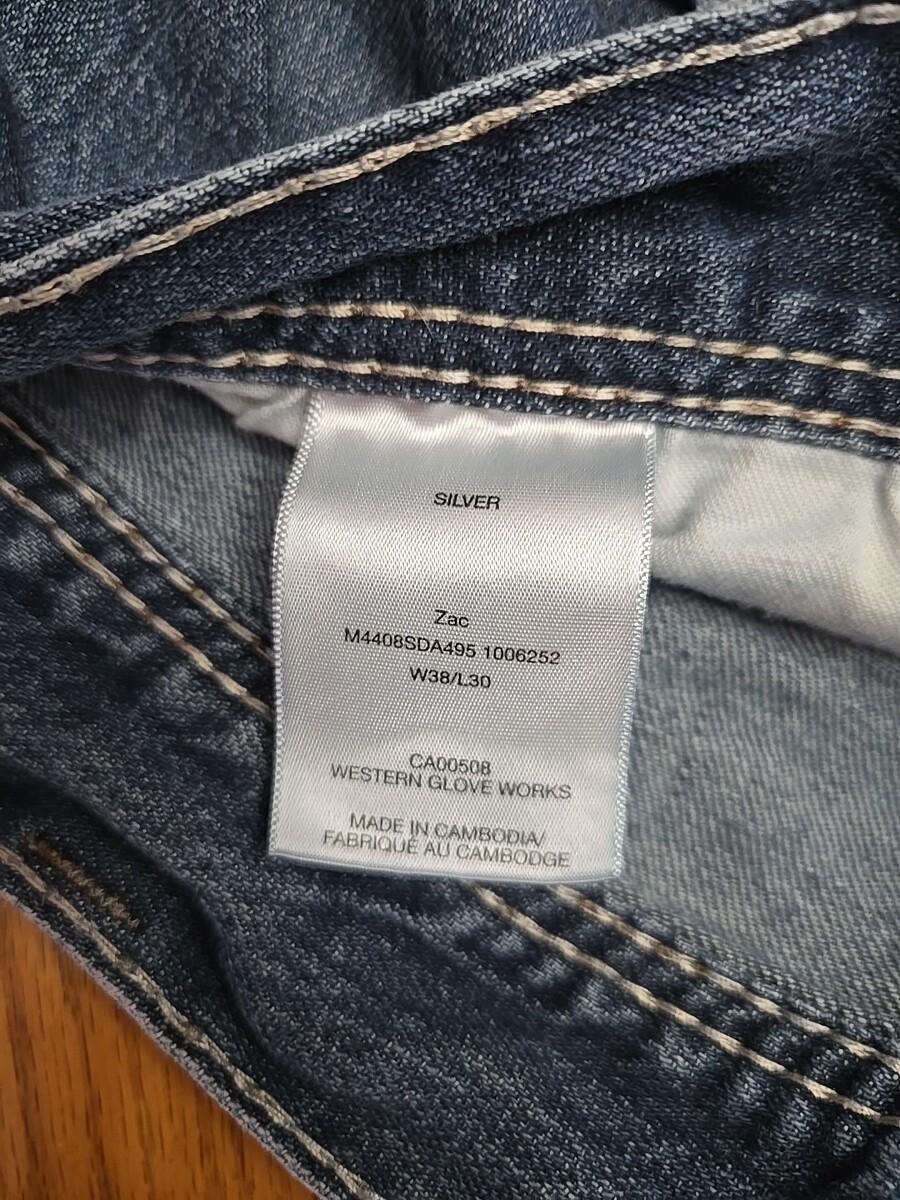 SILVER
Zac
M4408SDA495 1006252
W38/L30
CA00508
WESTERN GLOVE WORKS
MADE IN CAMBODIA/
FABRIQUÉ AU CAMBODGE